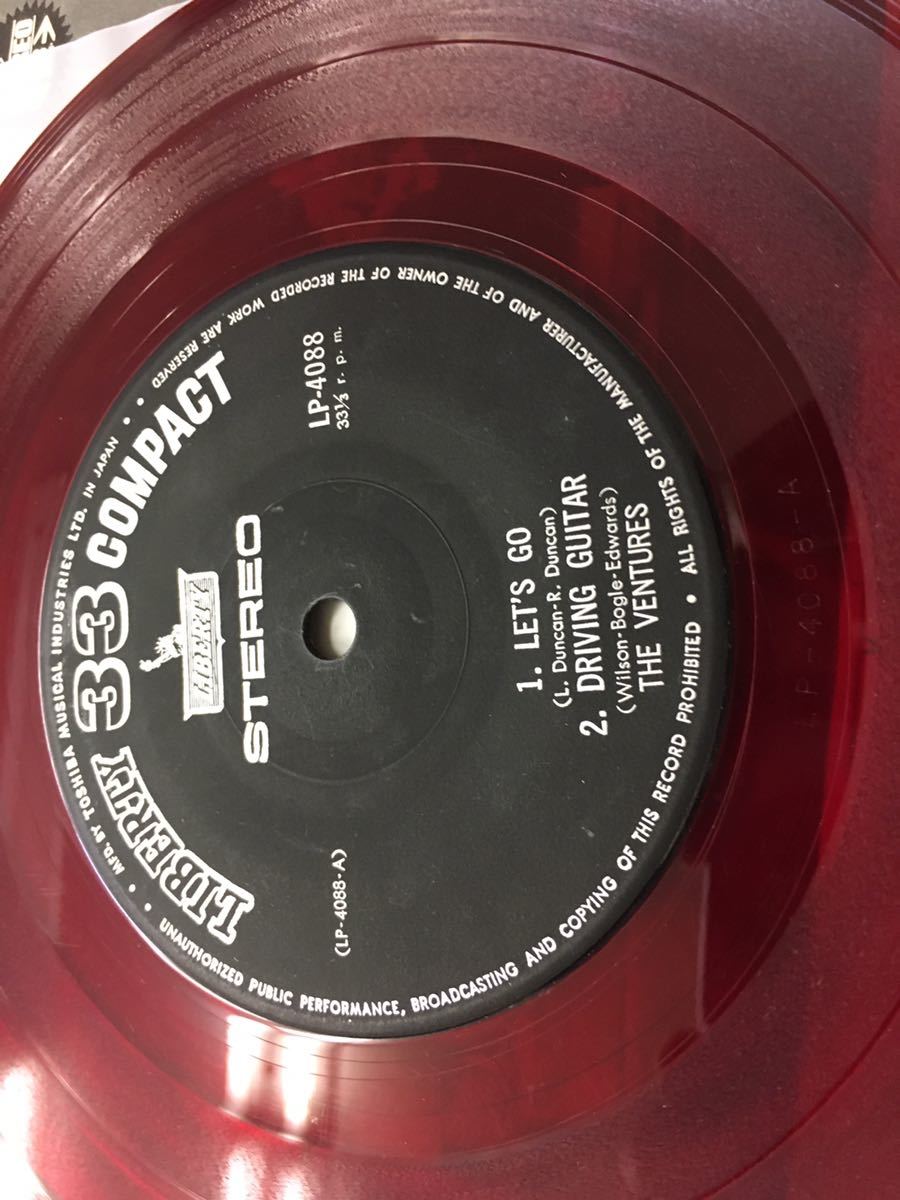 LIBERTY 33 COMPACT
LIBERTY
STEREO
(LP-4088-A)
LP-4088
33⅓ r. p. m.
1. LET'S GO
(L. Duncan-R. Duncan)
2. DRIVING GUITAR
(Wilson-Bogle-Edwards)
THE VENTURES
• MFD. BY TOSHIBA MUSICAL INDUSTRIES LTD. IN JAPAN •
• UNAUTHORIZED PUBLIC PERFORMANCE, BROADCASTING AND COPYING OF THIS RECORD PROHIBITED • ALL RIGHTS OF THE MANUFACTURER AND OF THE OWNER OF THE RECORDED WORK ARE RESERVED •
LP-4088-A